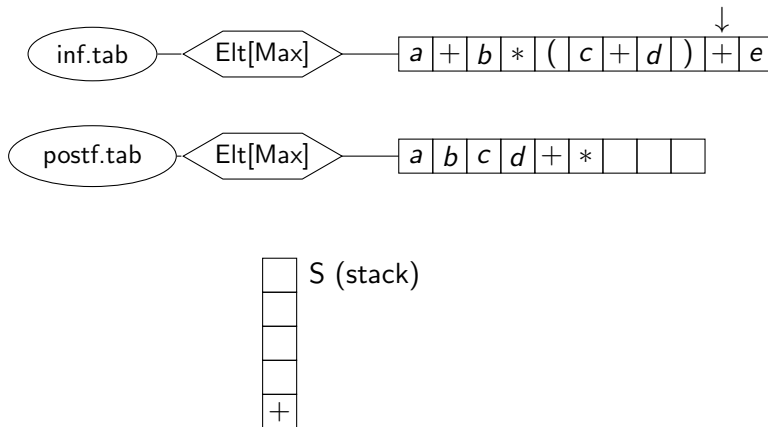 ↓
inf.tab Elt[Max] a + b * ( c + d ) + e
postf.tab Elt[Max] a b c d + *
S (stack)
+